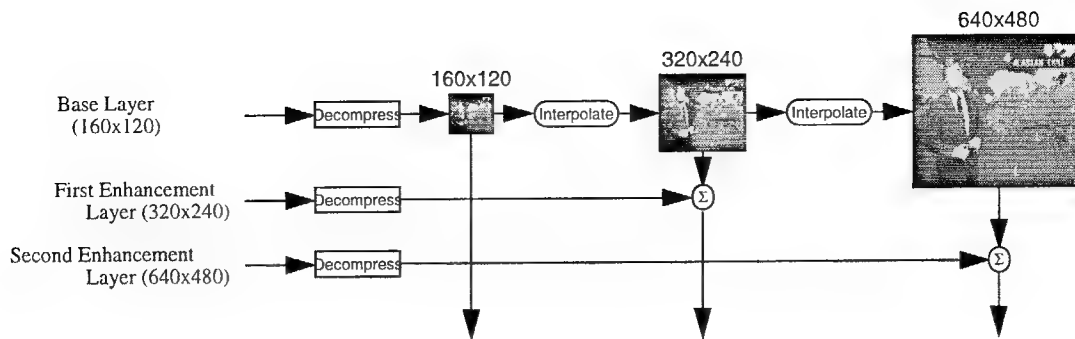 640x480
320x240
160x120
Base Layer
(160x120)
Decompress
Interpolate
Interpolate
First Enhancement
Layer (320x240)
Decompress
Σ
Second Enhancement
Layer (640x480)
Decompress
Σ